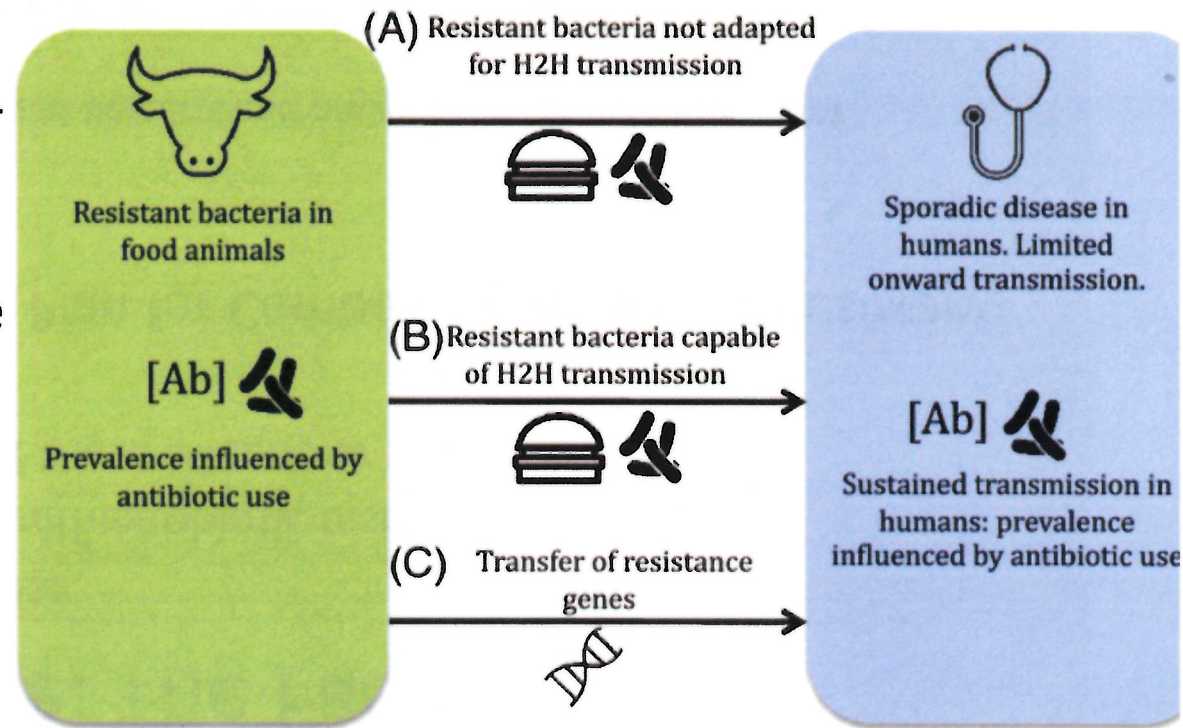 (A) Resistant bacteria not adapted
for H2H transmission
Resistant bacteria in
food animals
[Ab]
Prevalence influenced by
antibiotic use
(B) Resistant bacteria capable
of H2H transmission
(C) Transfer of resistance
genes
Sporadic disease in
humans. Limited
onward transmission.
[Ab]
Sustained transmission in
humans: prevalence
influenced by antibiotic use